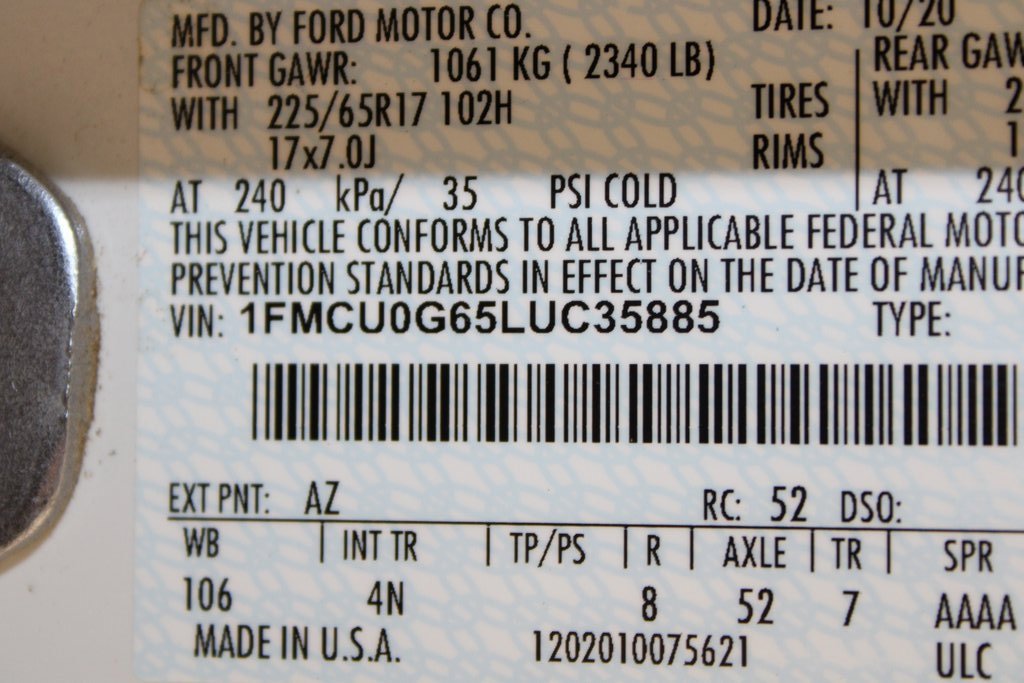 MFD. BY FORD MOTOR CO. DATE: 10/20
FRONT GAWR: 1061 KG ( 2340 LB) REAR
WITH 225/65R17 102H TIRES WITH
17x7.0J RIMS
AT 240 kPa/ 35 PSI COLD AT 240
THIS VEHICLE CONFORMS TO ALL APPLICABLE FEDERAL
PREVENTION STANDARDS IN EFFECT ON THE DATE OF
VIN: 1FMCU0G65LUC35885 TYPE:
EXT PNT: AZ RC: 52 DSO:
WB INT TR TP/PS R AXLE TR SPR
106 4N 8 52 7 AAAA
MADE IN U.S.A. 1202010075621 ULC